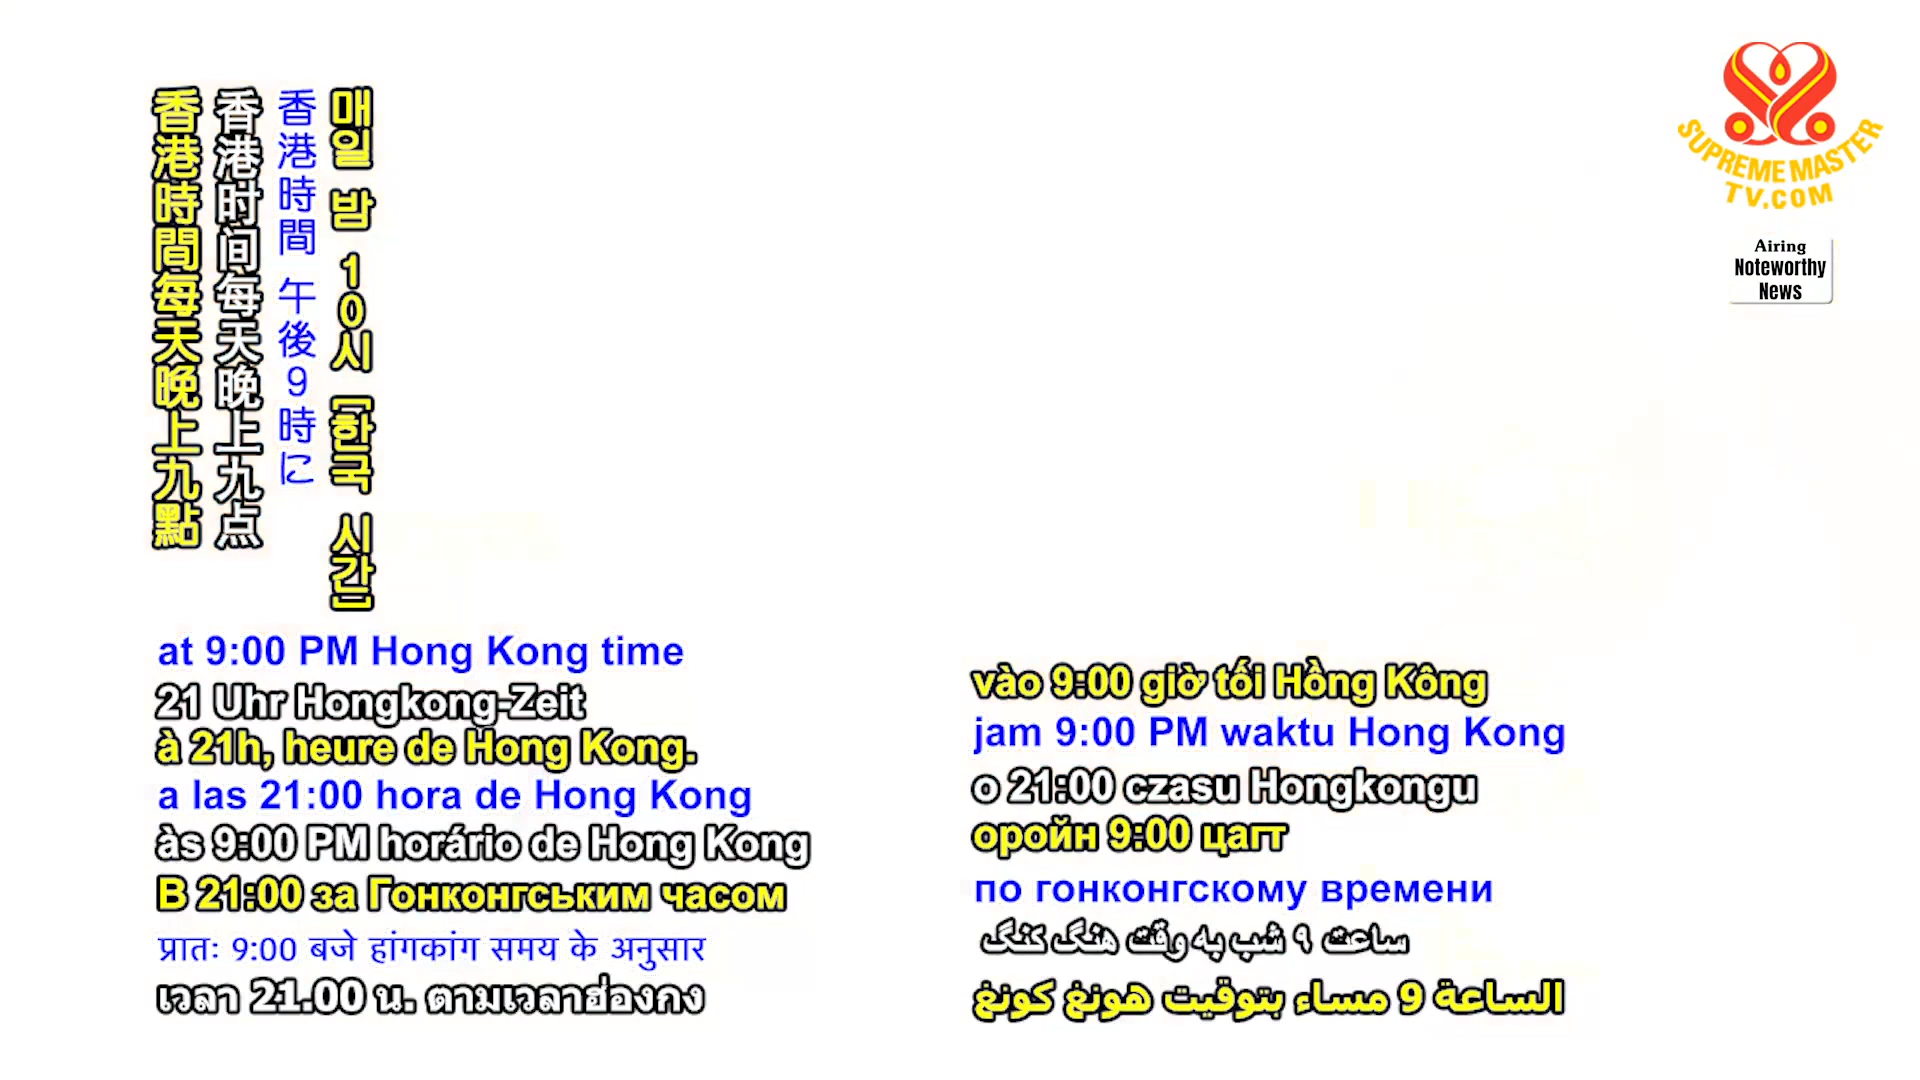 香港時間每天晚上九點
香港时间每天晚上九点
香港時間 午後9時に
매일 밤 10시 [한국 시간]
at 9:00 PM Hong Kong time
21 Uhr Hongkong-Zeit
à 21h, heure de Hong Kong.
a las 21:00 hora de Hong Kong
às 9:00 PM horário de Hong Kong
В 21:00 за Гонконгським часом
प्रातः 9:00 बजे हांगकांग समय के अनुसार
เวลา 21.00 น. ตามเวลาฮ่องกง
vào 9:00 giờ tối Hồng Kông
jam 9:00 PM waktu Hong Kong
o 21:00 czasu Hongkongu
оройн 9:00 цагт
по гонконгскому времени
ساعت ۹ شب به وقت هنگ کنگ
الساعة 9 مساء بتوقيت هونغ كونغ
SUPREME MASTER
TV.COM
Airing
Noteworthy
News